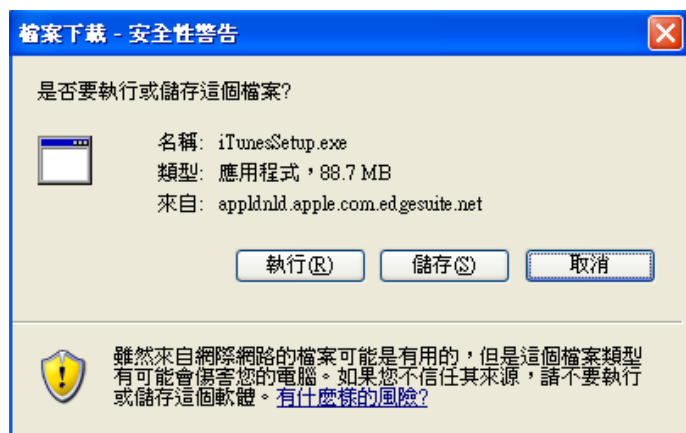 檔案下載 - 安全性警告
是否要執行或儲存這個檔案?
名稱: iTunesSetup.exe
類型: 應用程式，88.7 MB
來自: appldnld.apple.com.edgesuite.net
執行(R) 儲存(S) 取消
雖然來自網際網路的檔案可能是有用的，但是這個檔案類型
有可能會傷害您的電腦。如果您不信任其來源，請不要執行
或儲存這個軟體。有什麼樣的風險?